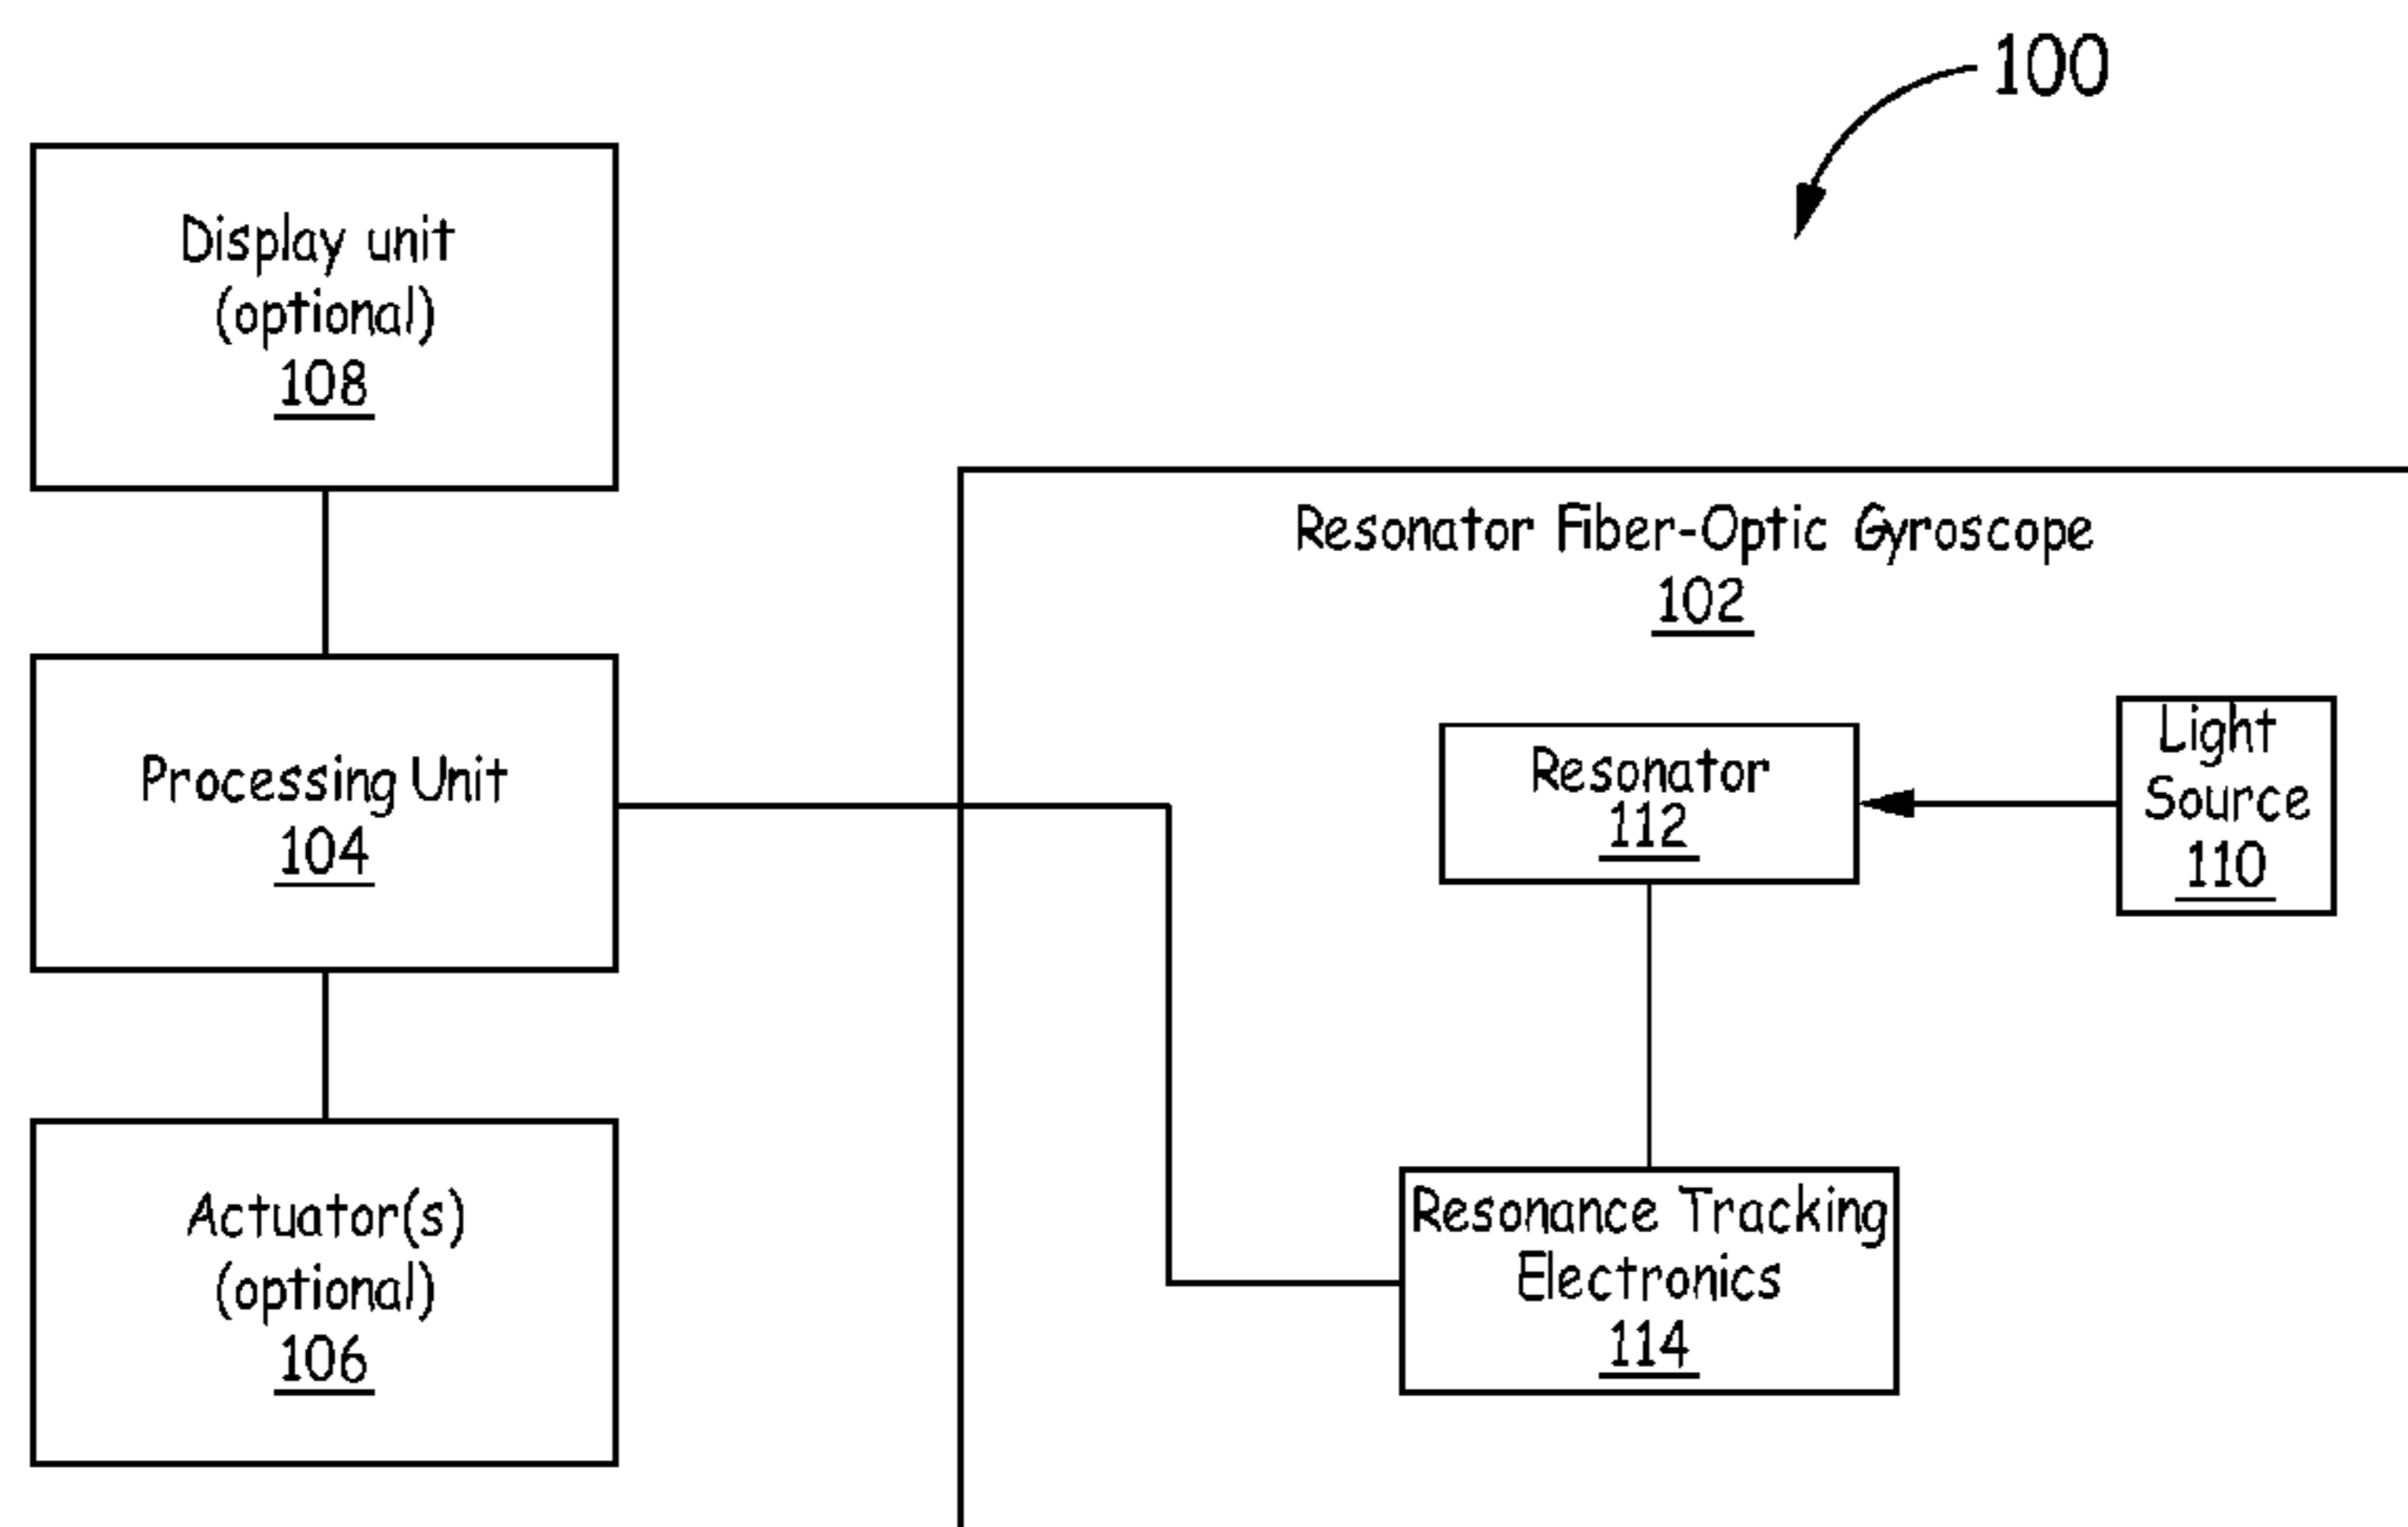 100
Display unit
(optional)
108
Resonator Fiber-Optic Gyroscope
102
Processing Unit
104
Resonator
112
Light
Source
110
Actuator(s)
(optional)
106
Resonance Tracking
Electronics
114